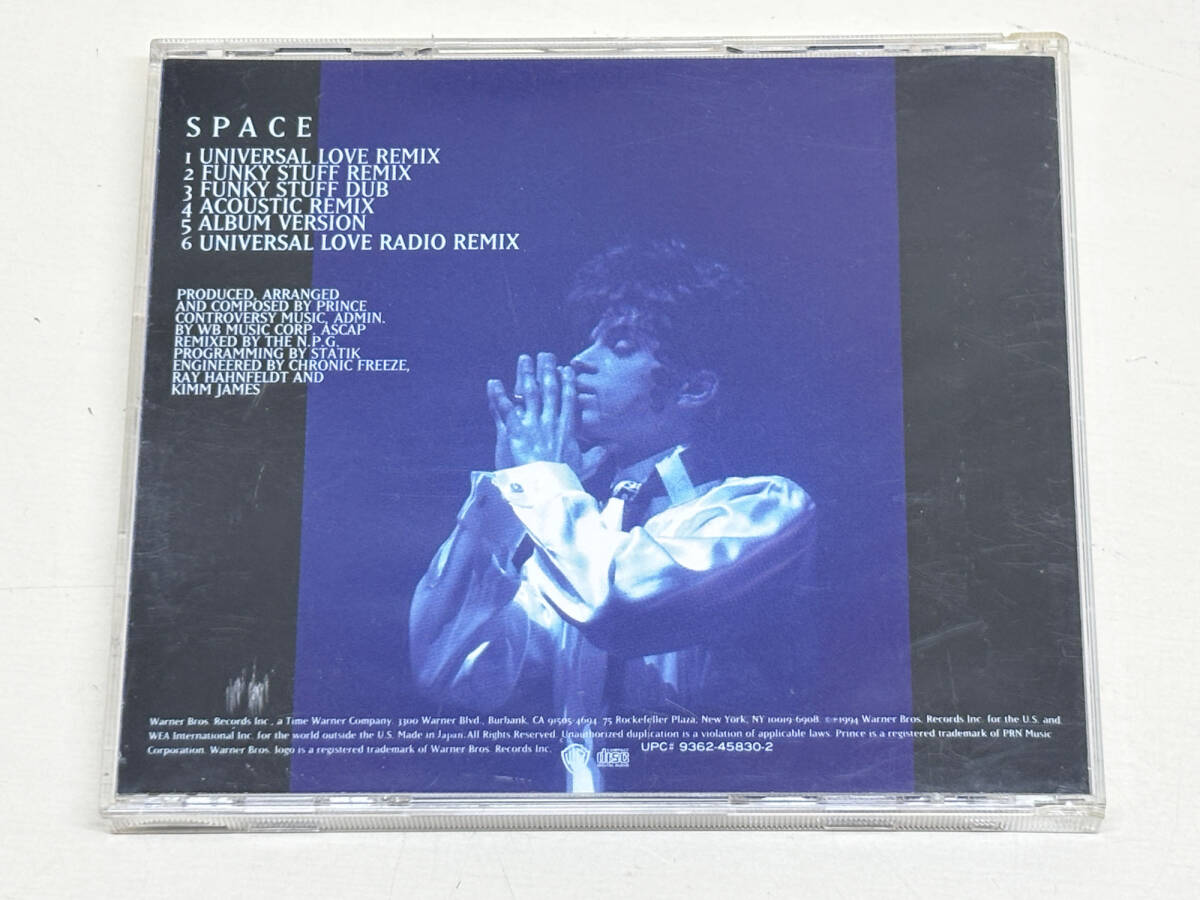 SPACE
1 UNIVERSAL LOVE REMIX
2 FUNKY STUFF REMIX
3 FUNKY STUFF DUB
4 ACOUSTIC REMIX
5 ALBUM VERSION
6 UNIVERSAL LOVE RADIO REMIX
PRODUCED, ARRANGED
AND COMPOSED BY PRINCE
CONTROVERSY MUSIC, ADMIN.
BY WB MUSIC CORP. ASCAP
REMIXED BY THE N.P.G.
PROGRAMMING BY STATIK
ENGINEERED BY CHRONIC FREEZE,
RAY HAHNFELDT AND
KIMM JAMES
Warner Bros. Records Inc., a Time Warner Company. 3300 Warner Blvd., Burbank, CA 91505-4694. 75 Rockefeller Plaza, New York, NY 10019-6908. ©℗1994 Warner Bros. Records Inc. for the U.S. and
WEA International Inc. for the world outside the U.S. Made in Japan. All Rights Reserved. Unauthorized duplication is a violation of applicable laws. Prince is a registered trademark of PRN Music
Corporation. Warner Bros. logo is a registered trademark of Warner Bros. Records Inc. WB COMPACT disc DIGITAL AUDIO UPC# 9362-45830-2